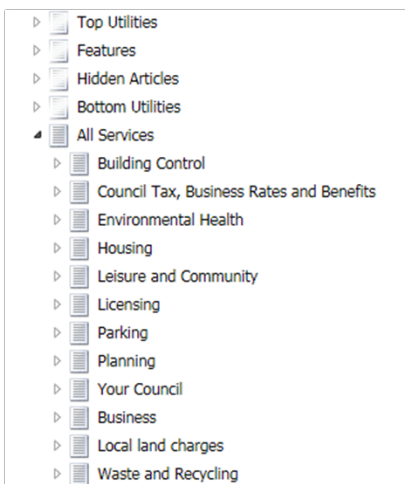 Top Utilities
Features
Hidden Articles
Bottom Utilities
All Services
Building Control
Council Tax, Business Rates and Benefits
Environmental Health
Housing
Leisure and Community
Licensing
Parking
Planning
Your Council
Business
Local land charges
Waste and Recycling